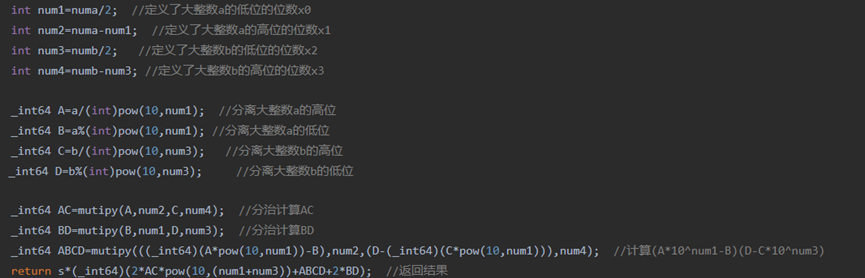 int num1=numa/2;  //定义了大整数a的低位的位数x0
int num2=numa-num1;  //定义了大整数a的高位的位数x1
int num3=numb/2;   //定义了大整数b的低位的位数x2
int num4=numb-num3; //定义了大整数b的高位的位数x3
_int64 A=a/(int)pow(10,num1);  //分离大整数a的高位
_int64 B=a%(int)pow(10,num1); //分离大整数a的低位
_int64 C=b/(int)pow(10,num3);   //分离大整数b的高位
_int64 D=b%(int)pow(10,num3);     //分离大整数b的低位
_int64 AC=mutipy(A,num2,C,num4);  //分治计算AC
_int64 BD=mutipy(B,num1,D,num3);  //分治计算BD
_int64 ABCD=mutipy(((_int64)(A*pow(10,num1))-B),num2,(D-(_int64)(C*pow(10,num1))),num4);  //计算(A*10^num1-B)(D-C*10^num3)
return s*(_int64)(2*AC*pow(10,(num1+num3))+ABCD+2*BD);  //返回结果